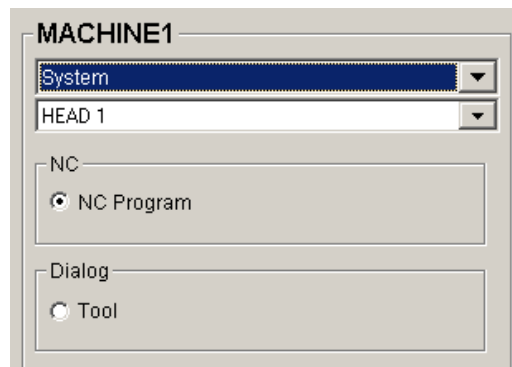 MACHINE1
System
HEAD 1
NC
NC Program
Dialog
Tool